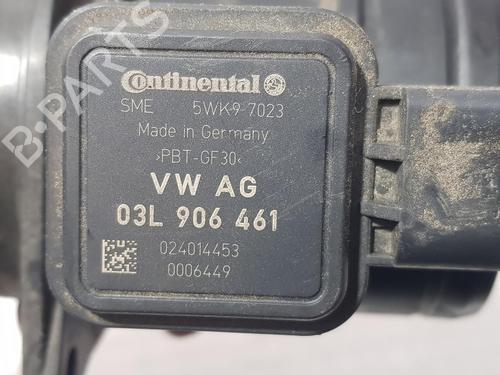 Continental
SME 5WK9 7023
Made in Germany
>PBT-GF30<
VW AG
03L 906 461
024014453
0006449
B-PARTS